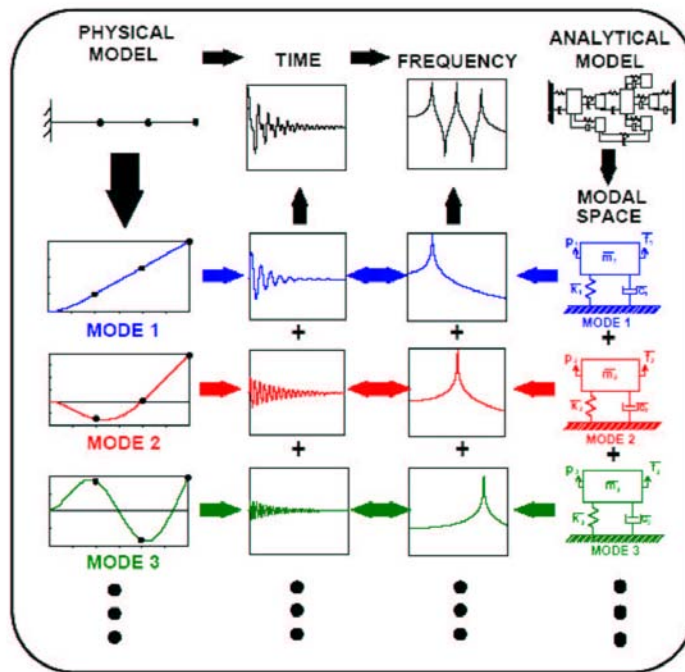 PHYSICAL
MODEL
TIME
FREQUENCY
ANALYTICAL
MODEL
MODAL
SPACE
MODE 1
+
+
MODE 1
+
MODE 2
+
+
MODE 2
+
MODE 3
MODE 3